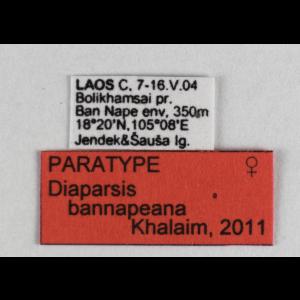 LAOS C, 7-16.V.04
Bolikhamsai pr.
Ban Nape env, 350m
18°20'N,105°08'E
Jendek&Šauša lg.
PARATYPE ♀
Diaparsis
bannapeana
Khalaim, 2011